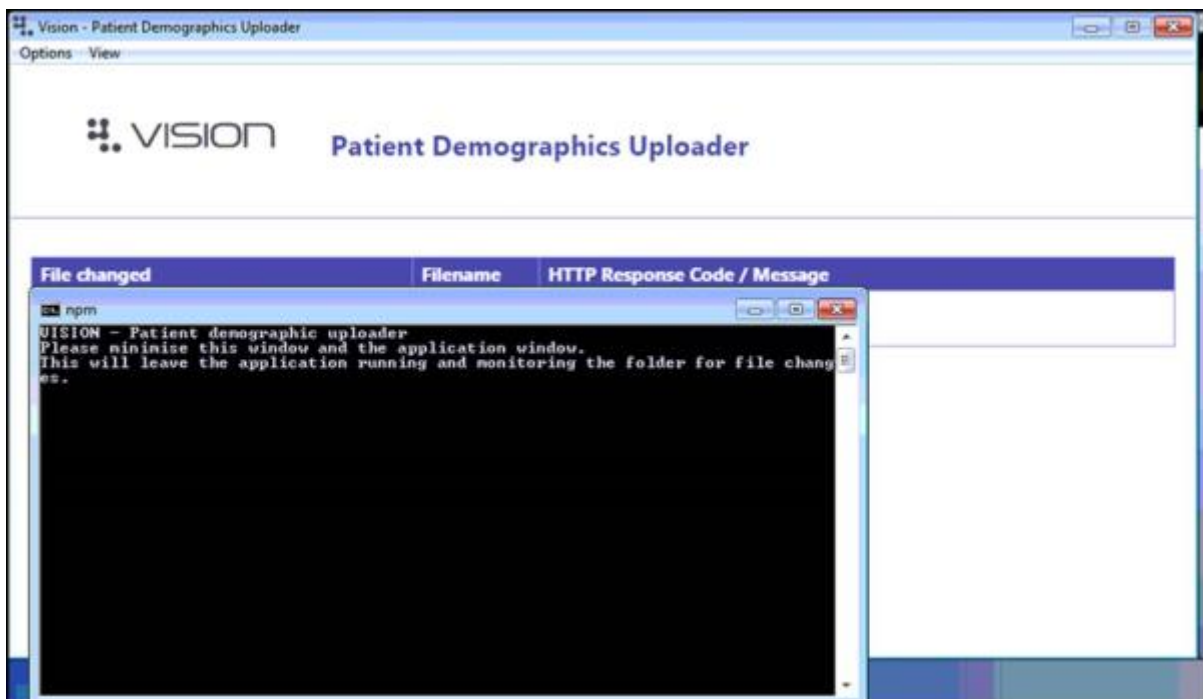 Vision - Patient Demographics Uploader
Options View
VISION
Patient Demographics Uploader
File changed Filename HTTP Response Code / Message
npm
VISION - Patient demographic uploader
Please minimise this window and the application window.
This will leave the application running and monitoring the folder for file chang
es.